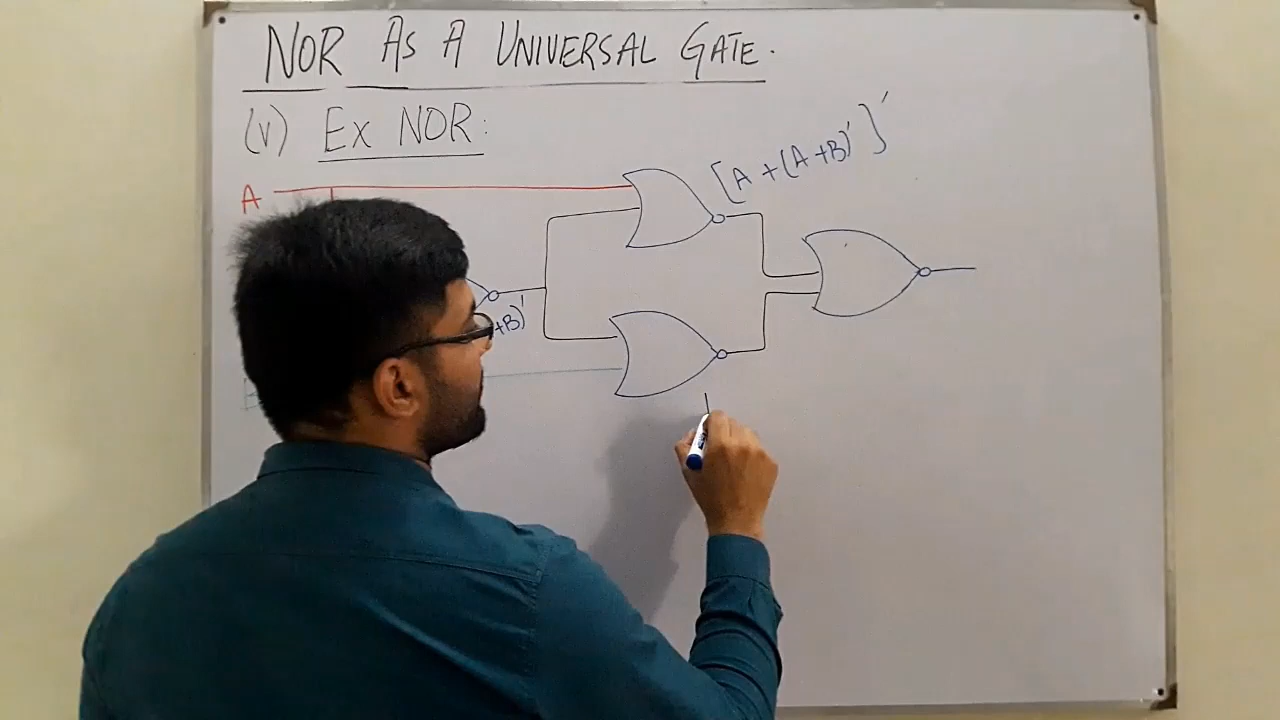 NOR AS A UNIVERSAL GATE.
(V) Ex NOR:
[A + (A+B)']'
A
+B)'